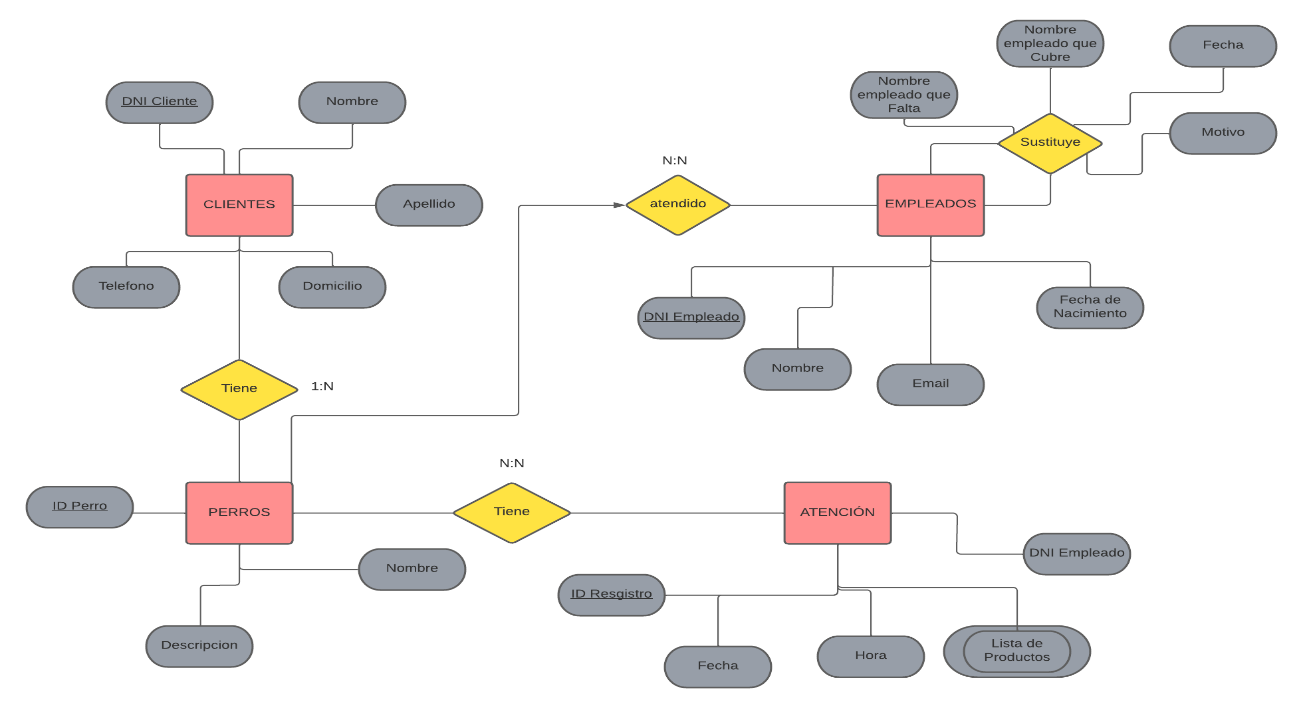 Nombre
empleado que
Cubre
Fecha
Nombre
empleado que
Falta
DNI Cliente
Nombre
Motivo
Sustituye
N:N
CLIENTES
Apellido
atendido
EMPLEADOS
Telefono
Domicilio
Fecha de
Nacimiento
DNI Empleado
Nombre
Email
Tiene
1:N
N:N
ID Perro
PERROS
Tiene
ATENCIÓN
DNI Empleado
Nombre
ID Resgistro
Descripcion
Fecha
Hora
Lista de
Productos